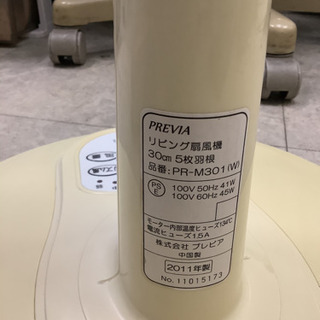 PREVIA
リビング扇風機
30cm 5枚羽根
品番:PR-M301(W)
PS
E
100V 50Hz 41W
100V 60Hz 45W
モーター内部温度ヒューズ134℃
電流ヒューズ1.5A
株式会社 プレビア
中国製
2011年製
No.11015173